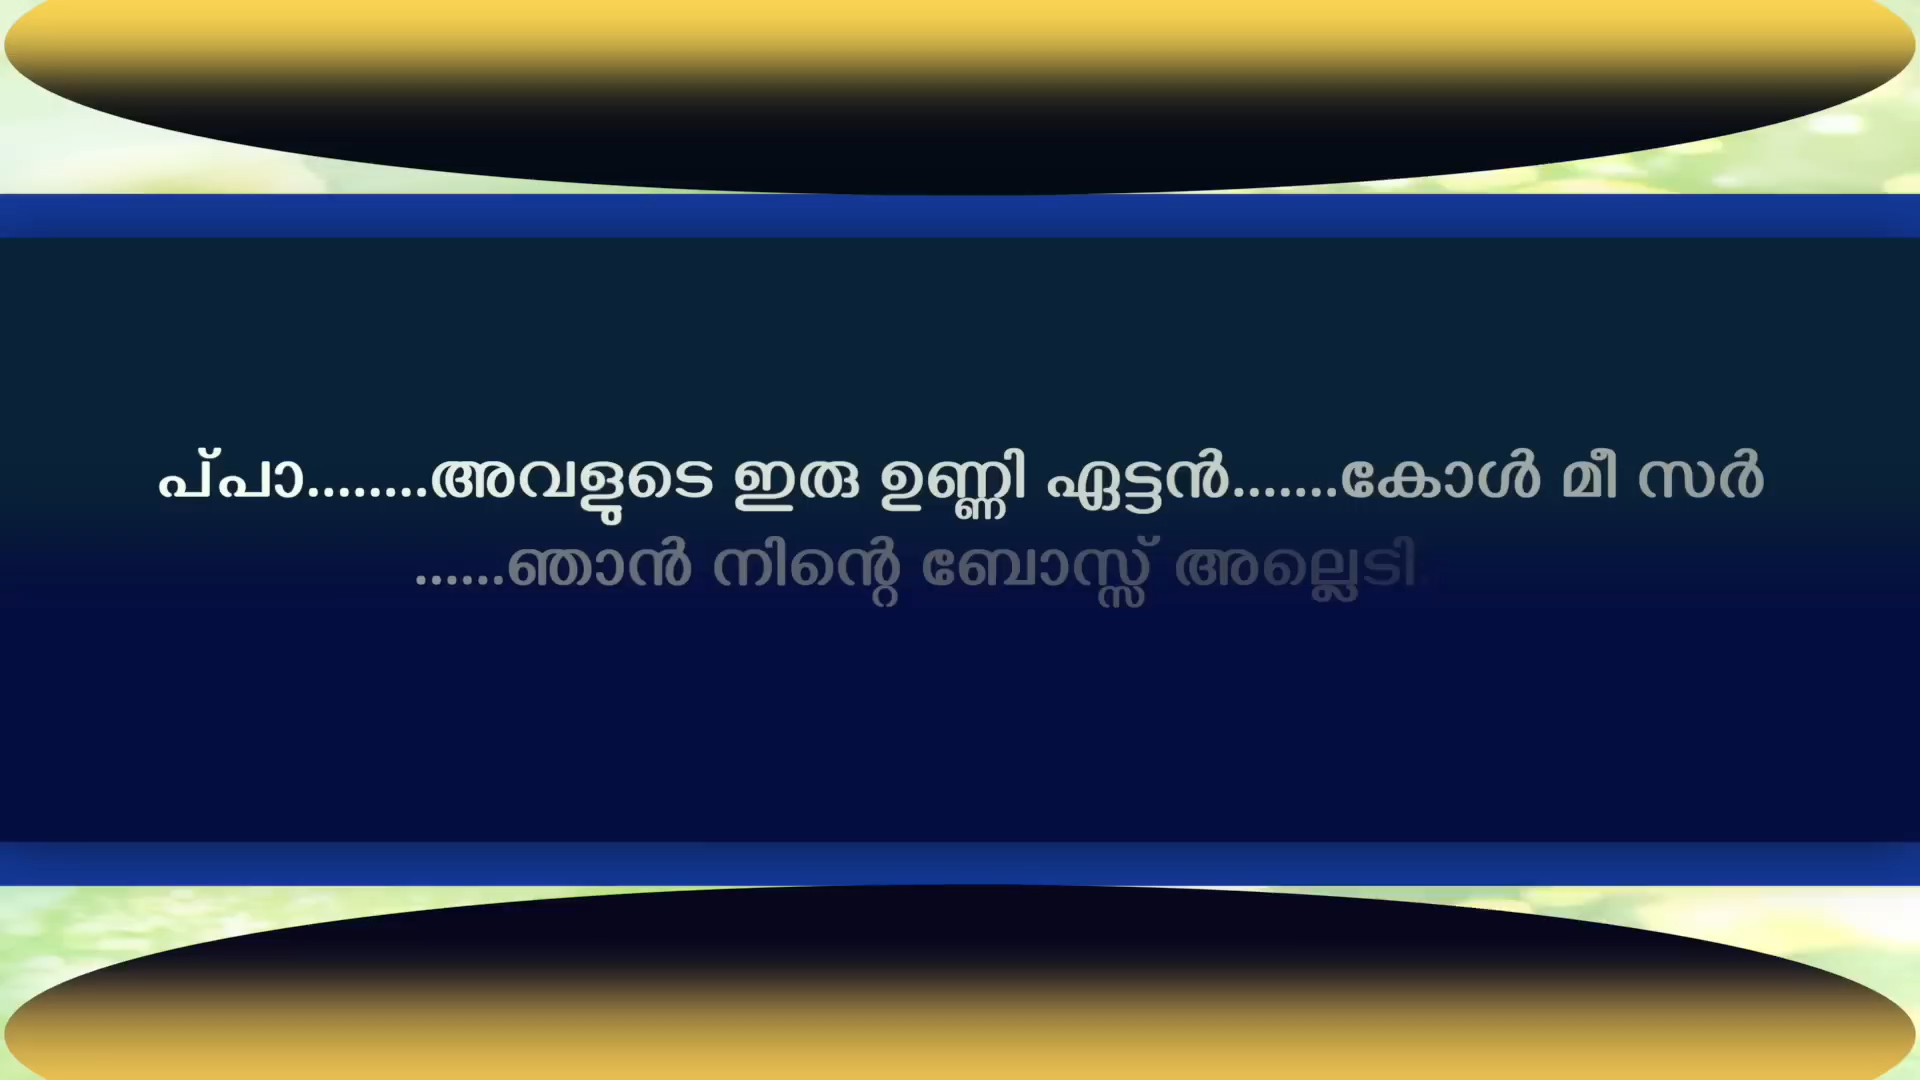 പ്പാ........അവളുടെ ഇരു ഉണ്ണി ഏട്ടൻ.......കോൾ മീ സർ
......ഞാൻ നിന്റെ ബോസ്സ് അല്ലെടി.